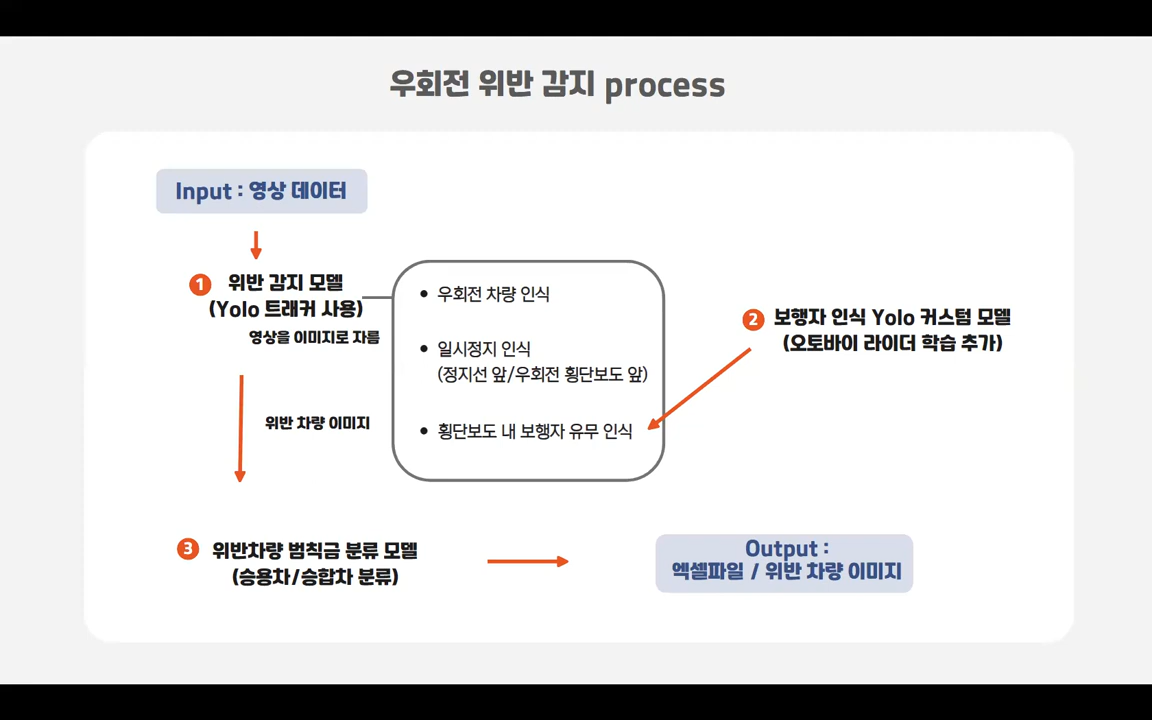 우회전 위반 감지 process
Input : 영상 데이터
1 위반 감지 모델
(Yolo 트래커 사용)
영상을 이미지로 자름
• 우회전 차량 인식
• 일시정지 인식
(정지선 앞/우회전 횡단보도 앞)
• 횡단보도 내 보행자 유무 인식
2 보행자 인식 Yolo 커스텀 모델
(오토바이 라이더 학습 추가)
위반 차량 이미지
3 위반차량 범칙금 분류 모델
(승용차/승합차 분류)
Output :
엑셀파일 / 위반 차량 이미지